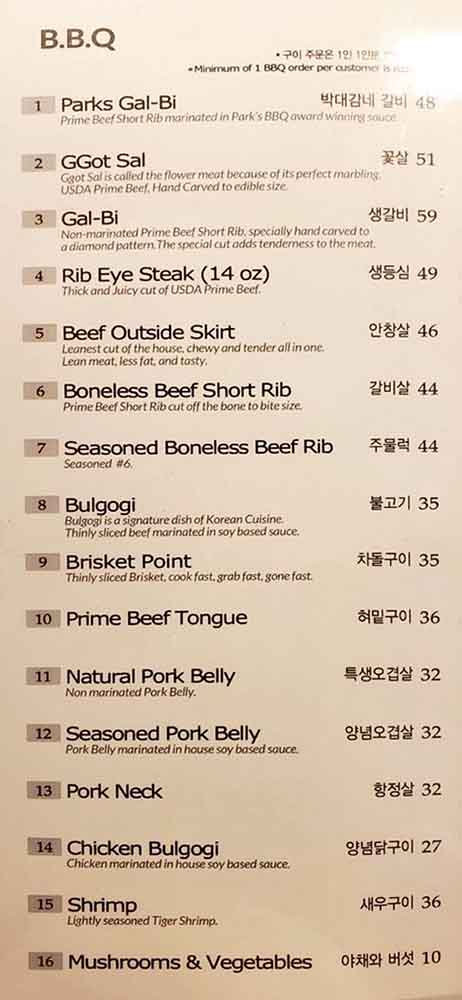 B.B.Q
• 구이 주문은 1인 1인분
•Minimum of 1 BBQ order per customer is
1 Parks Gal-Bi 박대감네 갈비 48
Prime Beef Short Rib marinated in Park's BBQ award winning sauce.
2 GGot Sal 꽃살 51
Ggot Sal is called the flower meat because of its perfect marbling.
USDA Prime Beef, Hand Carved to edible size.
3 Gal-Bi 생갈비 59
Non-marinated Prime Beef Short Rib, specially hand carved to
a diamond pattern.The special cut adds tenderness to the meat.
4 Rib Eye Steak (14 oz) 생등심 49
Thick and Juicy cut of USDA Prime Beef.
5 Beef Outside Skirt 안창살 46
Leanest cut of the house, chewy and tender all in one.
Lean meat, less fat, and tasty.
6 Boneless Beef Short Rib 갈비살 44
Prime Beef Short Rib cut off the bone to bite size.
7 Seasoned Boneless Beef Rib 주물럭 44
Seasoned #6.
8 Bulgogi 불고기 35
Bulgogi is a signature dish of Korean Cuisine.
Thinly sliced beef marinated in soy based sauce.
9 Brisket Point 차돌구이 35
Thinly sliced Brisket, cook fast, grab fast, gone fast.
10 Prime Beef Tongue 혀밑구이 36
11 Natural Pork Belly 특생오겹살 32
Non marinated Pork Belly.
12 Seasoned Pork Belly 양념오겹살 32
Pork Belly marinated in house soy based sauce.
13 Pork Neck 항정살 32
14 Chicken Bulgogi 양념닭구이 27
Chicken marinated in house soy based sauce.
15 Shrimp 새우구이 36
Lightly seasoned Tiger Shrimp.
16 Mushrooms & Vegetables 야채와 버섯 10